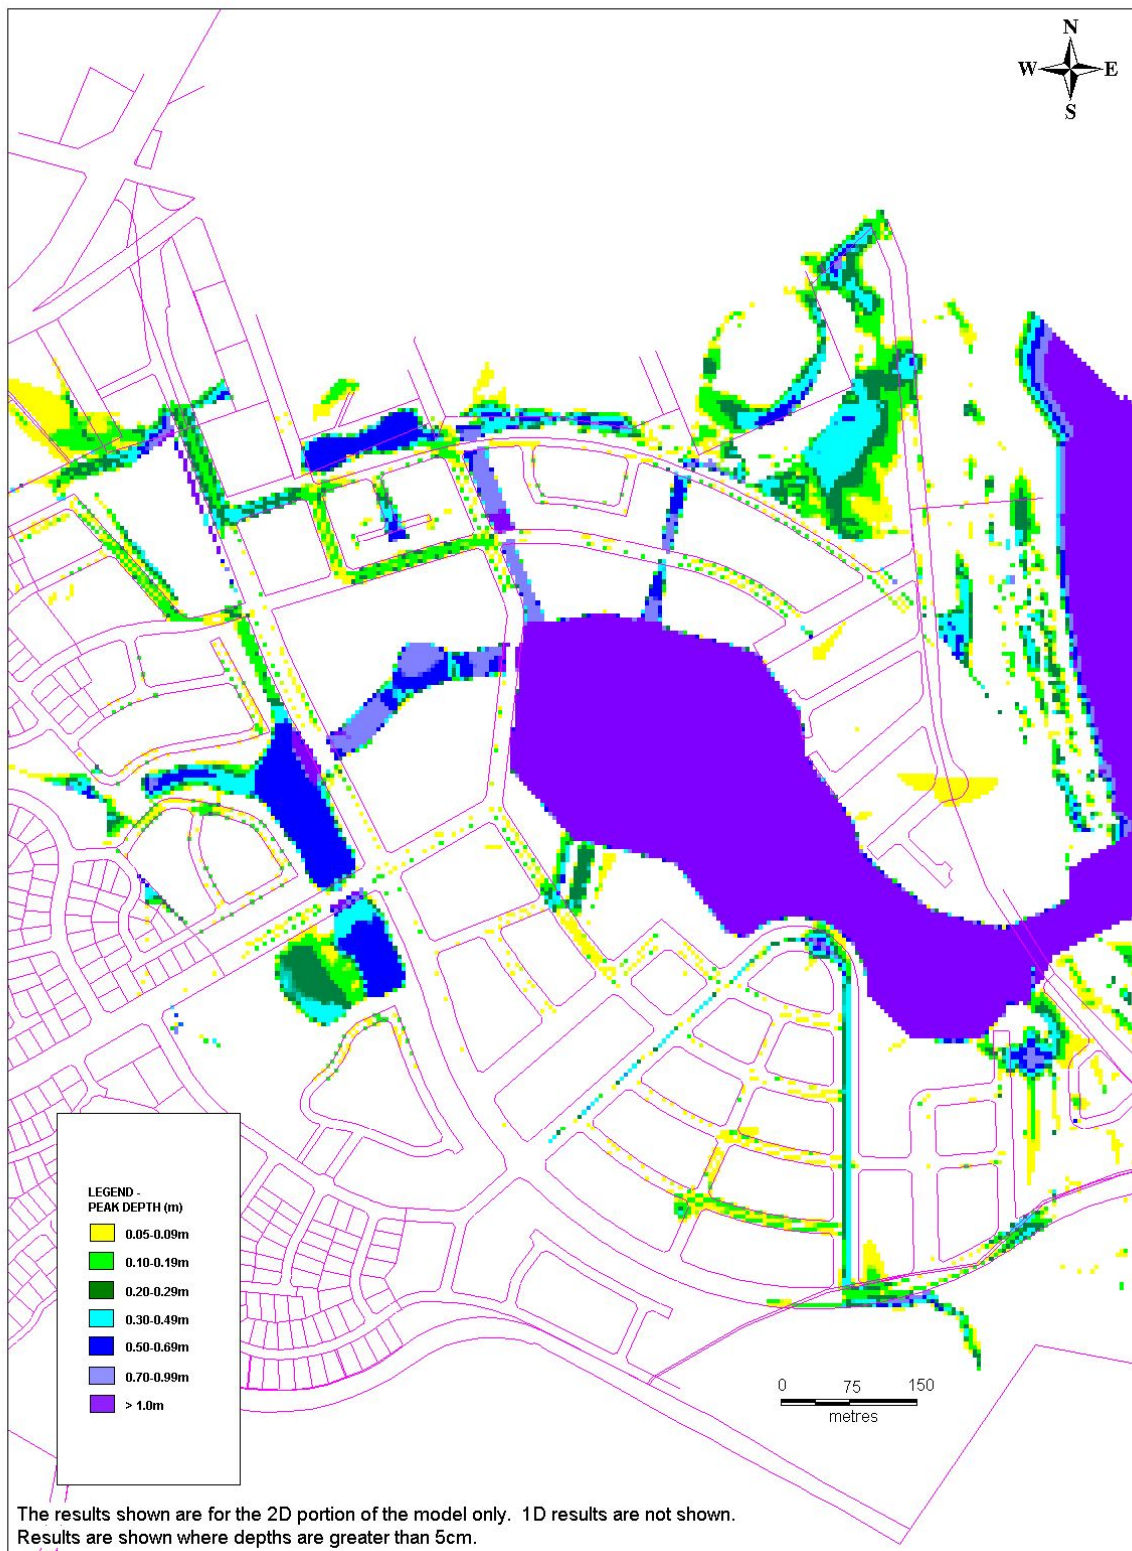 N
W E
S
LEGEND -
PEAK DEPTH (m)
0.05-0.09m
0.10-0.19m
0.20-0.29m
0.30-0.49m
0.50-0.69m
0.70-0.99m
> 1.0m
0 75 150
metres
The results shown are for the 2D portion of the model only. 1D results are not shown.
Results are shown where depths are greater than 5cm.